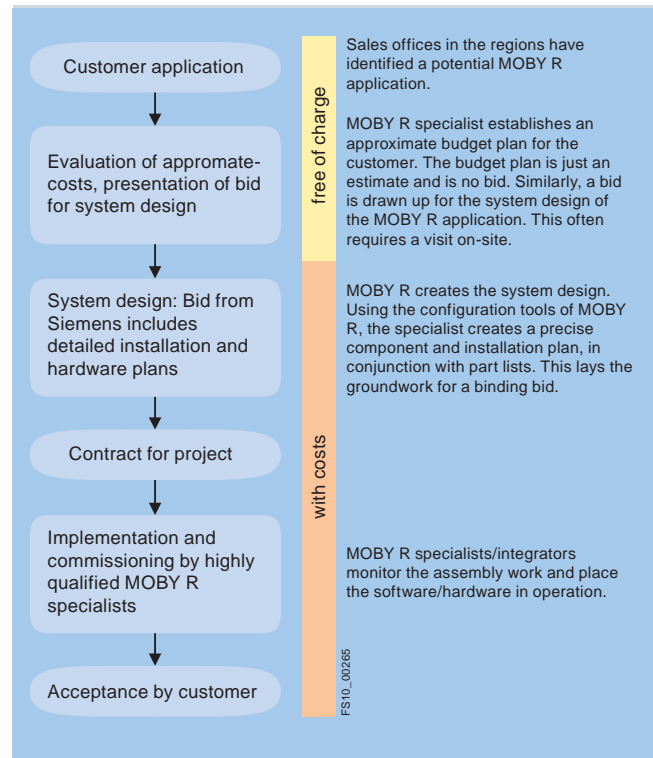 Customer application
Evaluation of appromate-
costs, presentation of bid
for system design
System design: Bid from
Siemens includes
detailed installation and
hardware plans
Contract for project
Implementation and
commissioning by highly
qualified MOBY R
specialists
Acceptance by customer
free of charge
with costs
Sales offices in the regions have
identified a potential MOBY R
application.
MOBY R specialist establishes an
approximate budget plan for the
customer. The budget plan is just an
estimate and is no bid. Similarly, a bid
is drawn up for the system design of
the MOBY R application. This often
requires a visit on-site.
MOBY R creates the system design.
Using the configuration tools of MOBY
R, the specialist creates a precise
component and installation plan, in
conjunction with part lists. This lays the
groundwork for a binding bid.
MOBY R specialists/integrators
monitor the assembly work and place
the software/hardware in operation.
FS10_00265